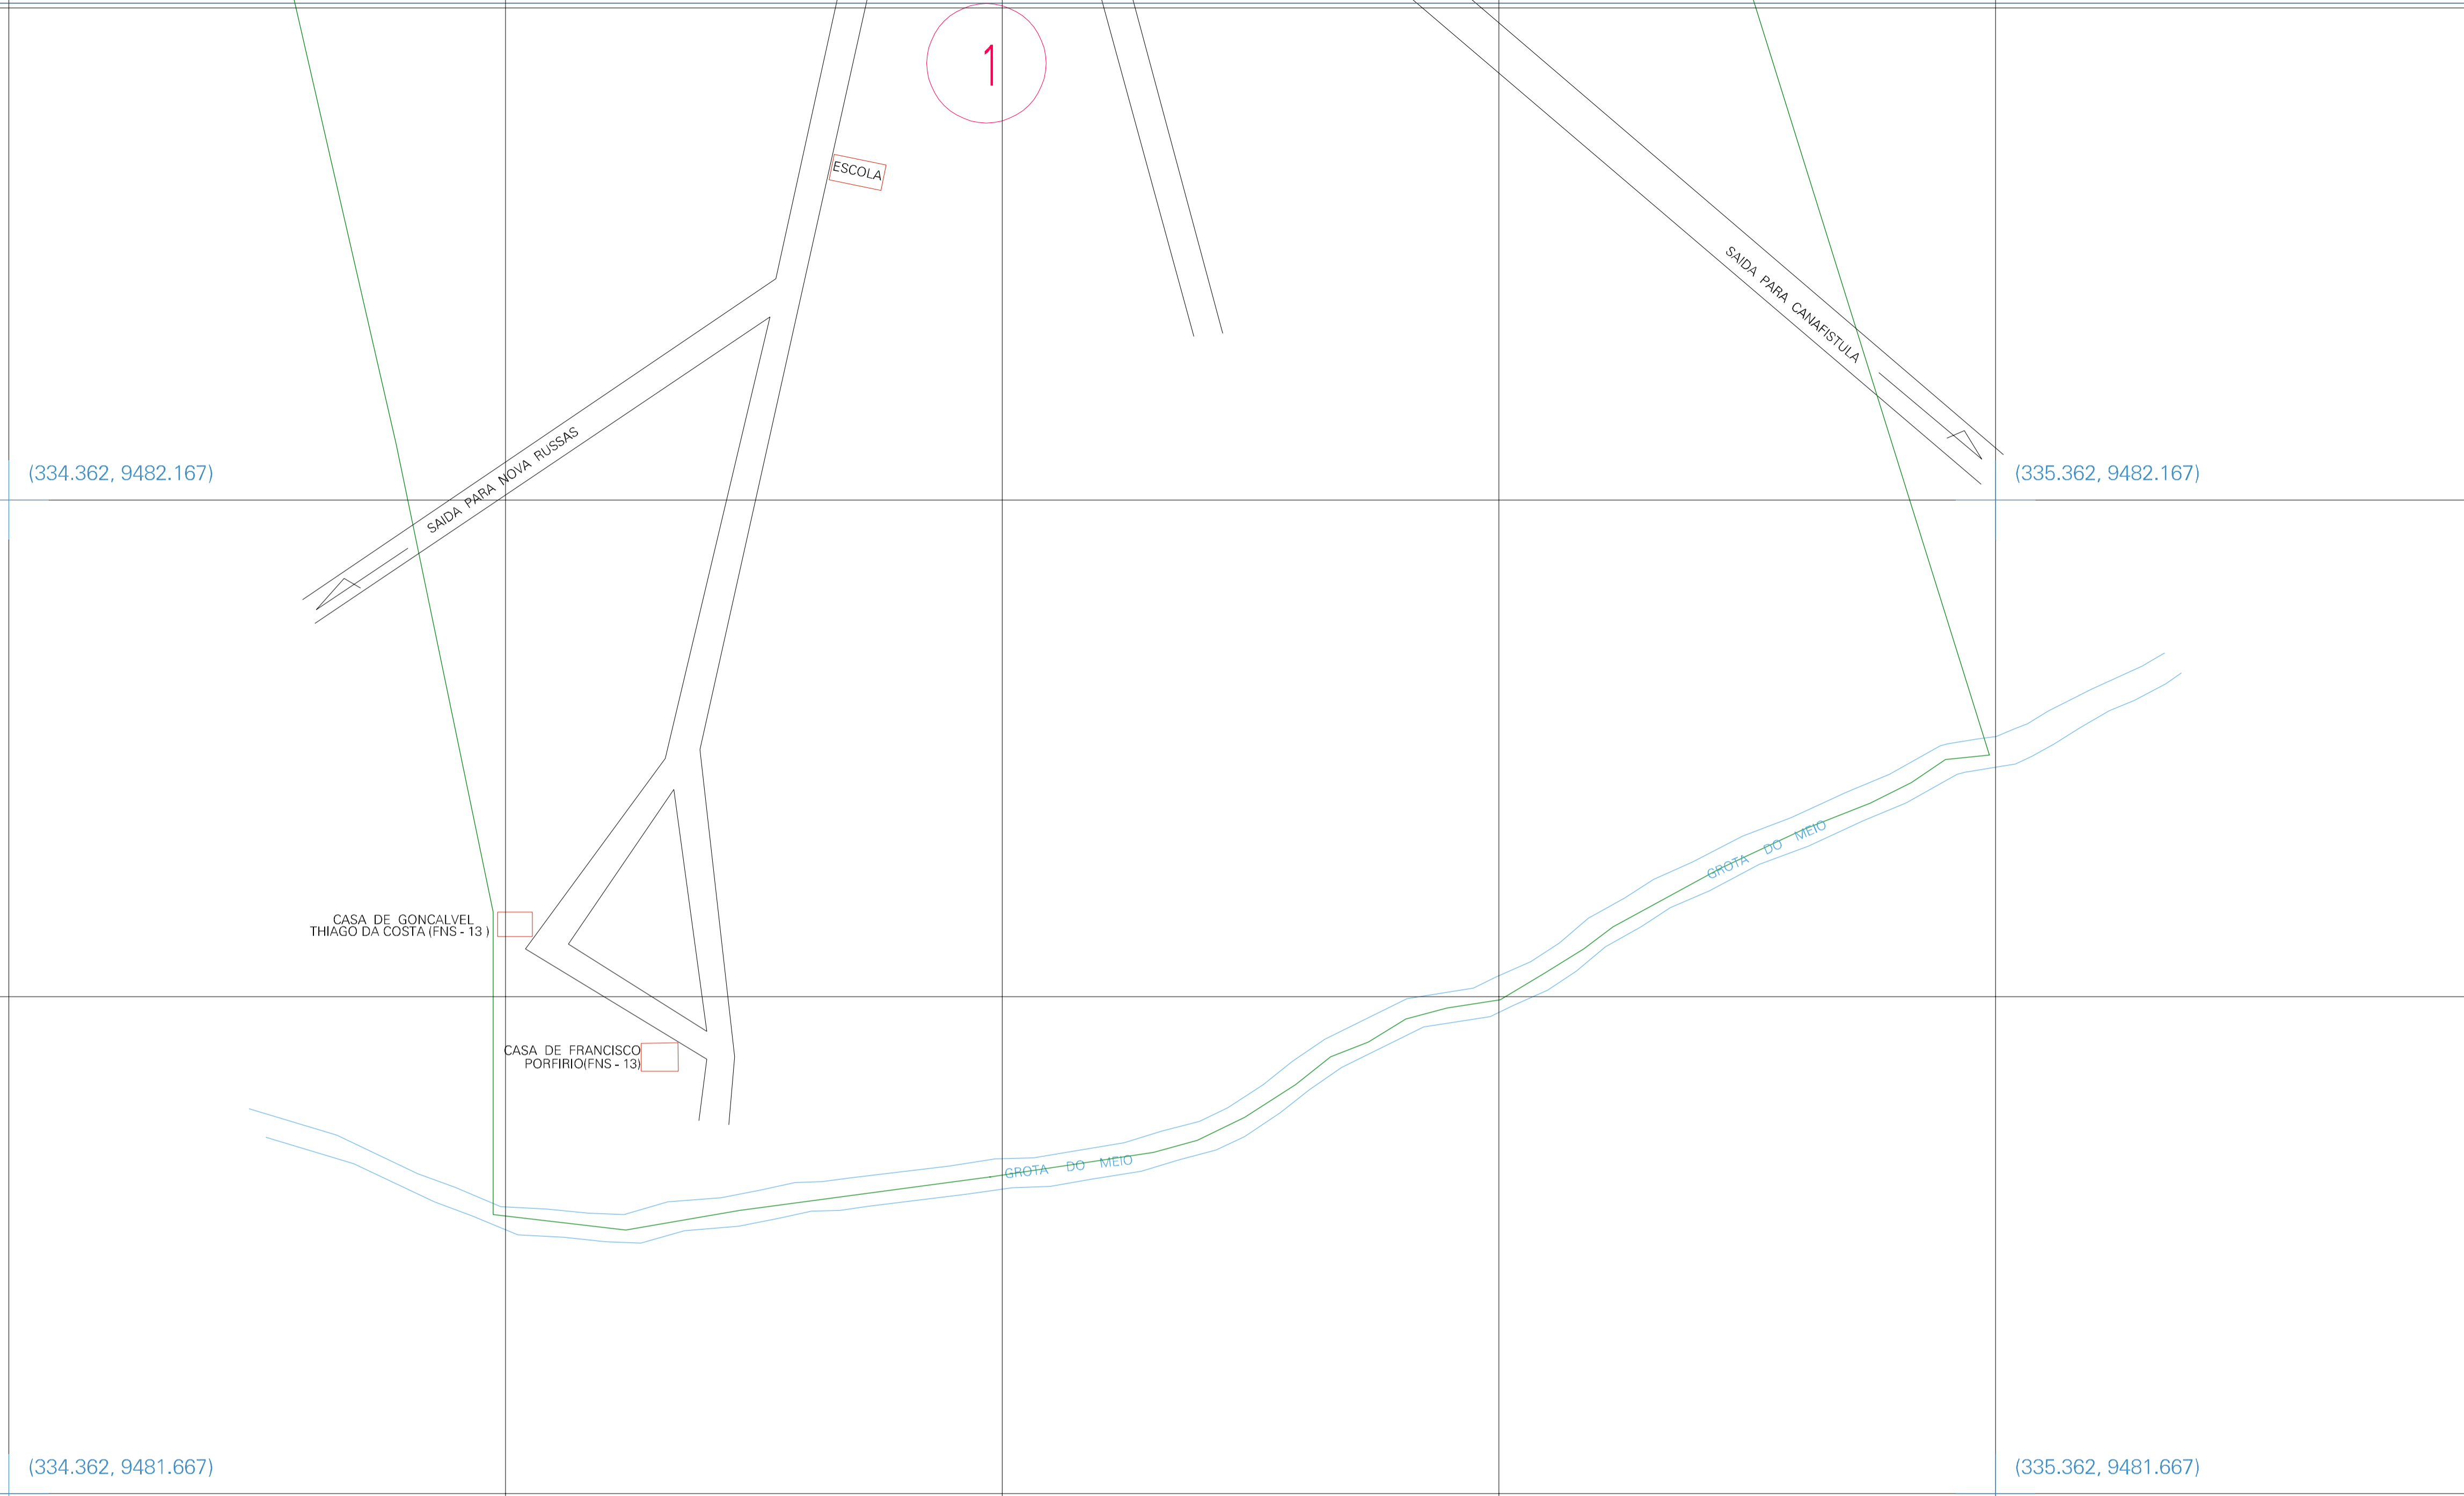 1
ESCOLA
SAIDA PARA CANAFISTULA
SAIDA PARA NOVA RUSSAS
(334.362, 9482.167)
(335.362, 9482.167)
GROTA DO MEIO
CASA DE GONCALVEL
THIAGO DA COSTA (FNS - 13 )
CASA DE FRANCISCO
PORFIRIO(FNS - 13)
GROTA DO MEIO
(334.362, 9481.667)
(335.362, 9481.667)